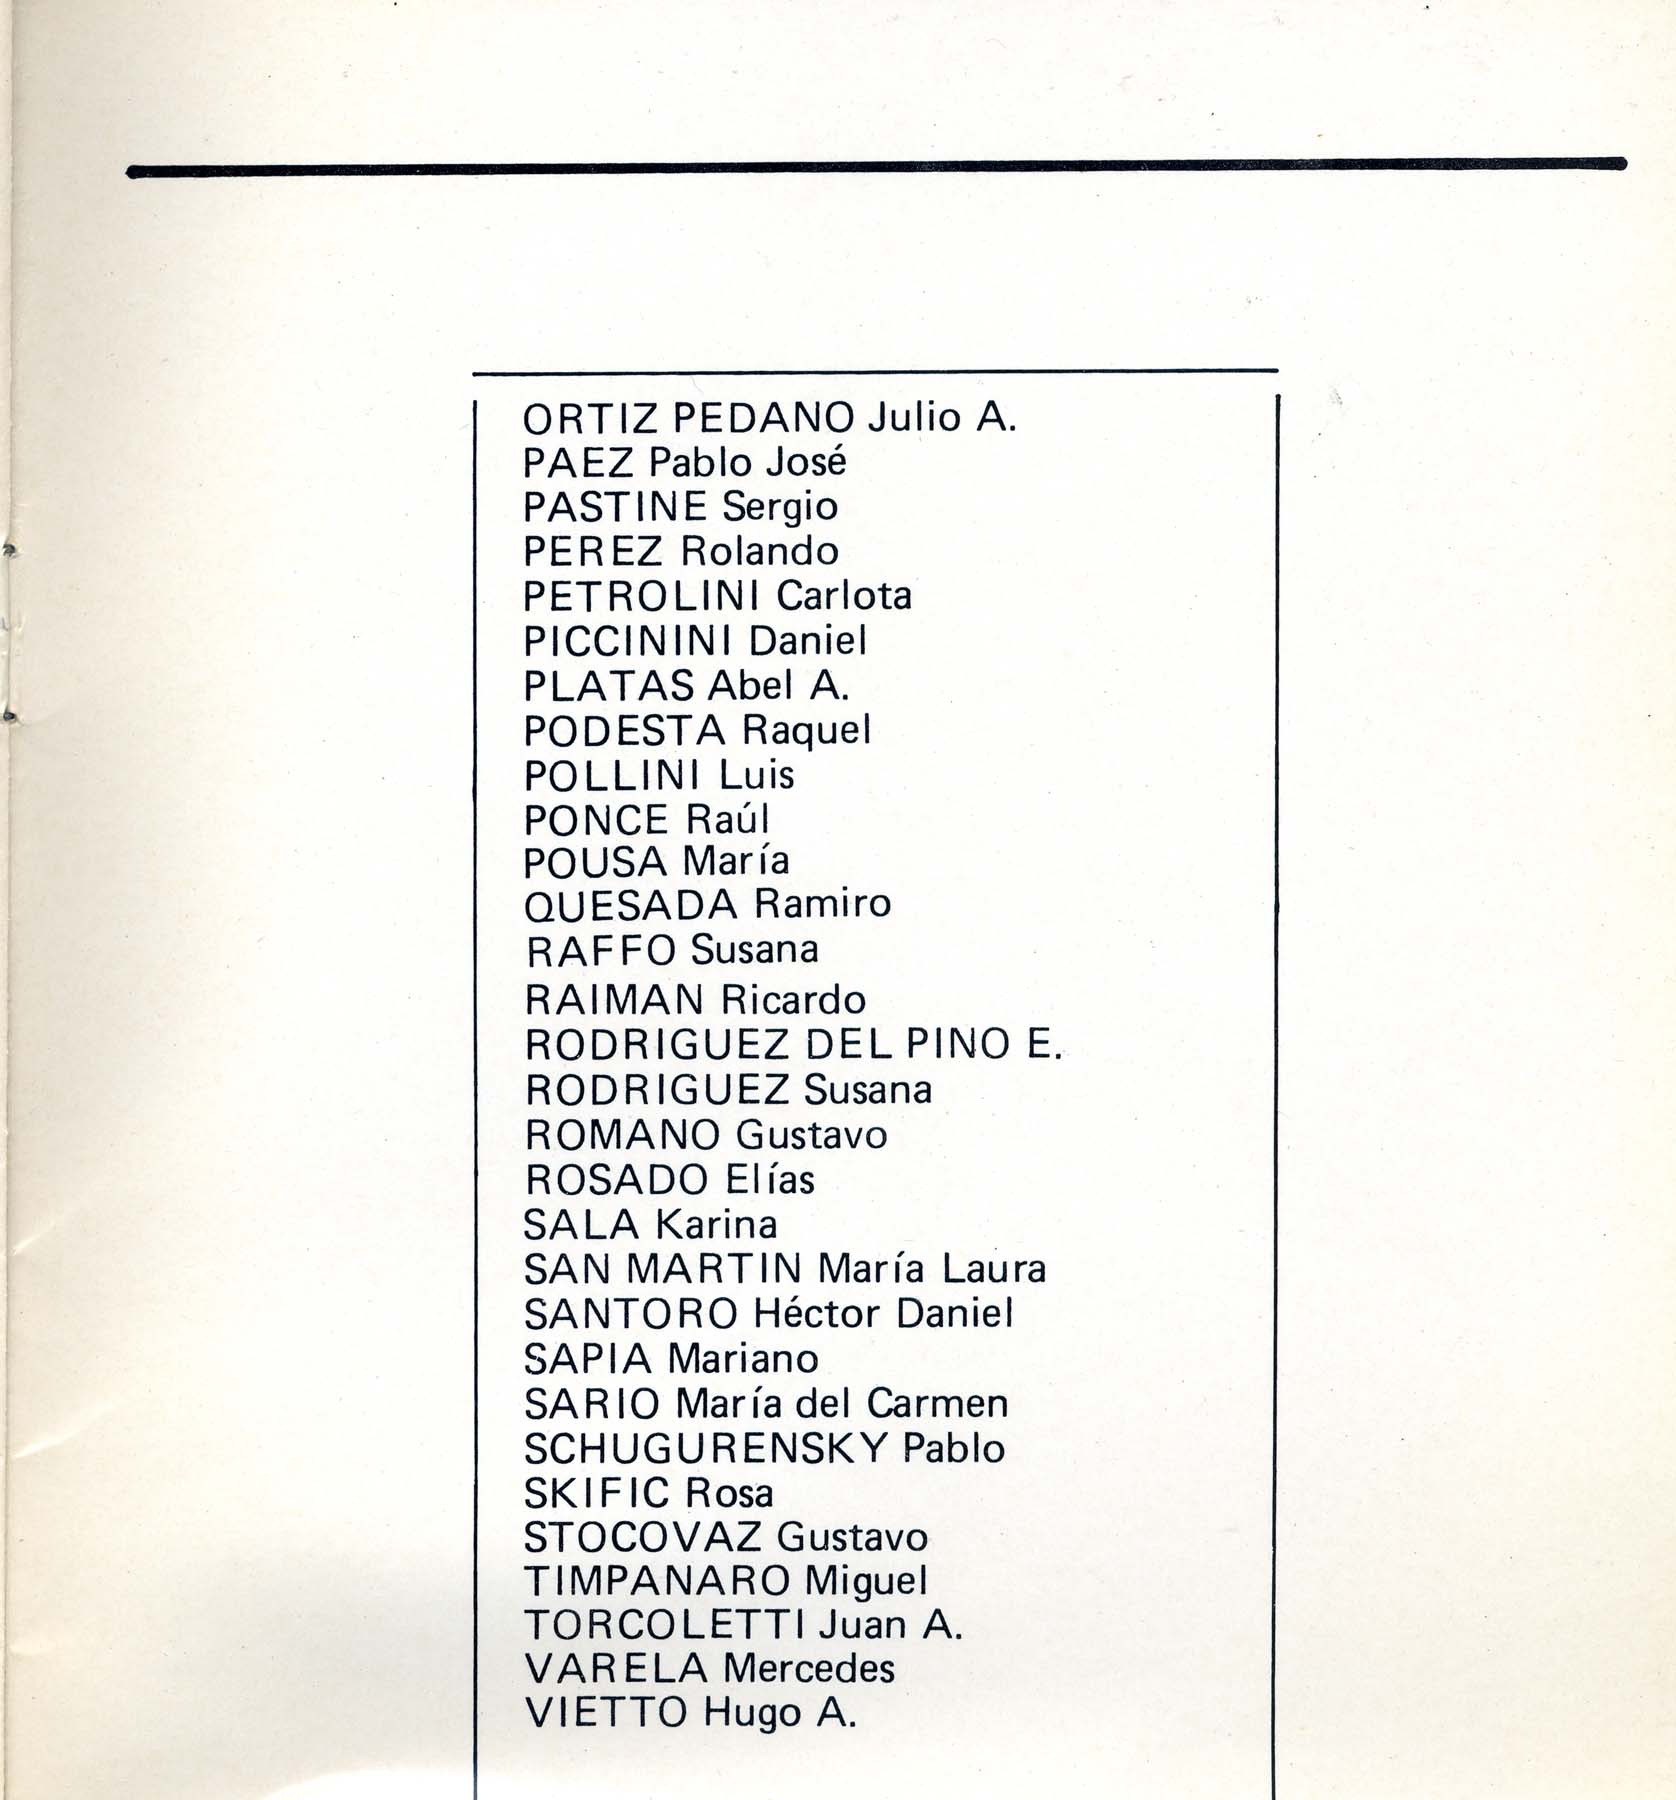 ORTIZ PEDANO Julio A.
PAEZ Pablo José
PASTINE Sergio
PEREZ Rolando
PETROLINI Carlota
PICCININI Daniel
PLATAS Abel A.
PODESTA Raquel
POLLINI Luis
PONCE Raúl
POUSA María
QUESADA Ramiro
RAFFO Susana
RAIMAN Ricardo
RODRIGUEZ DEL PINO E.
RODRIGUEZ Susana
ROMANO Gustavo
ROSADO Elías
SALA Karina
SAN MARTIN María Laura
SANTORO Héctor Daniel
SAPIA Mariano
SARIO María del Carmen
SCHUGURENSKY Pablo
SKIFIC Rosa
STOCOVAZ Gustavo
TIMPANARO Miguel
TORCOLETTI Juan A.
VARELA Mercedes
VIETTO Hugo A.